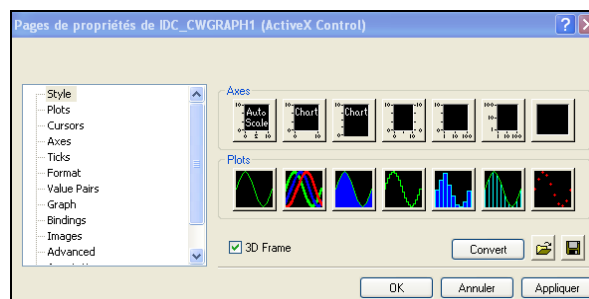 Pages de propriétés de IDC_CWGRAPH1 (ActiveX Control)
Style
Plots
Cursors
Axes
Ticks
Format
Value Pairs
Graph
Bindings
Images
Advanced
Axes
Auto Scale
Chart
Chart
Plots
3D Frame
Convert
OK
Annuler
Appliquer